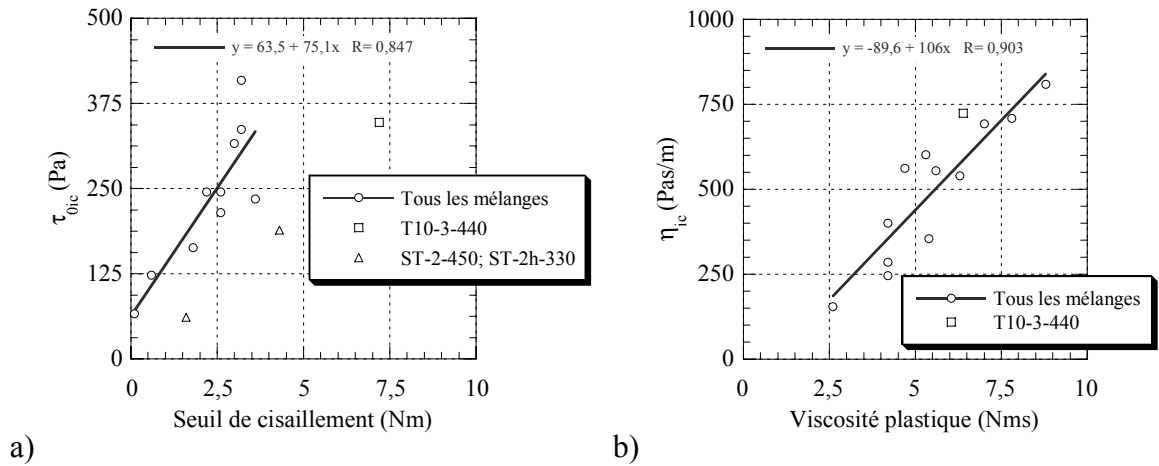 500
375
250
125
0
τ0ic (Pa)
y = 63,5 + 75,1x R= 0,847
Tous les mélanges
T10-3-440
ST-2-450; ST-2h-330
0 2,5 5 7,5 10
Seuil de cisaillement (Nm)
a)
1000
750
500
250
0
ηic (Pas/m)
y = -89,6 + 106x R= 0,903
Tous les mélanges
T10-3-440
0 2,5 5 7,5 10
Viscosité plastique (Nms)
b)